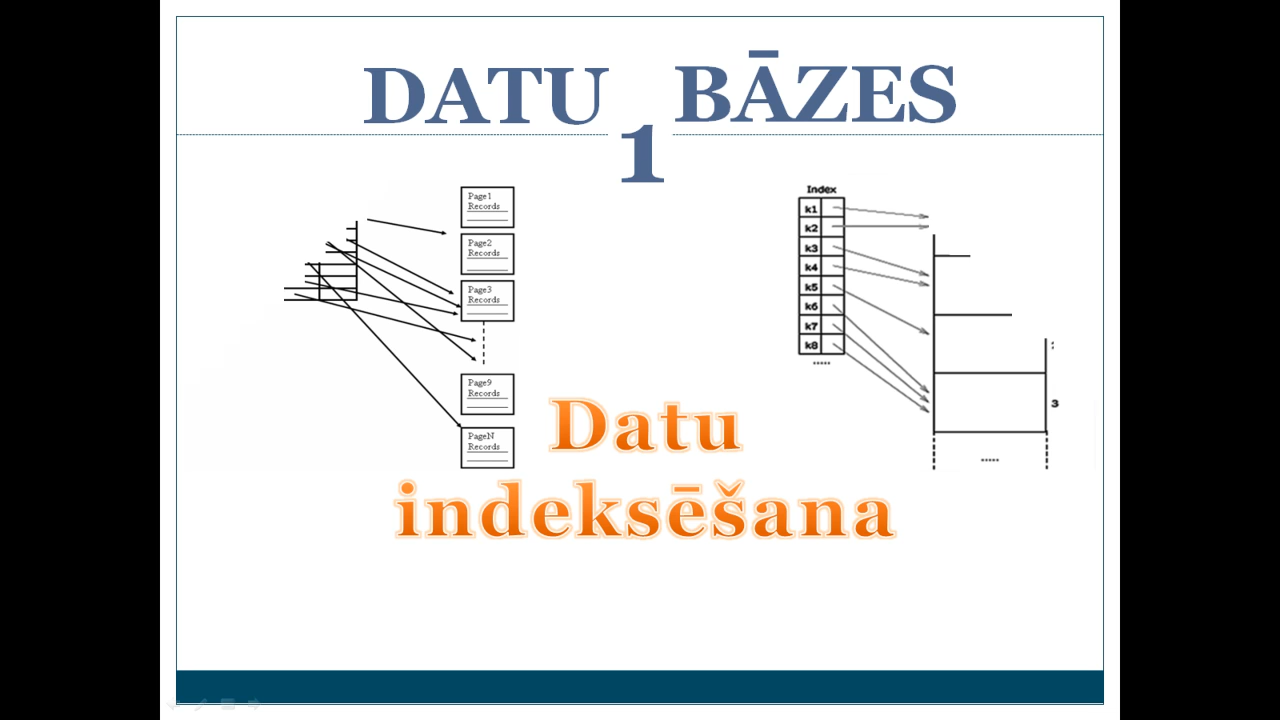 DATU BĀZES
1
Page1
Records
Page2
Records
Page3
Records
Page9
Records
PageN
Records
Index
k1
k2
k3
k4
k5
k6
k7
k8
.....
3
.....
Datu
indeksēšana